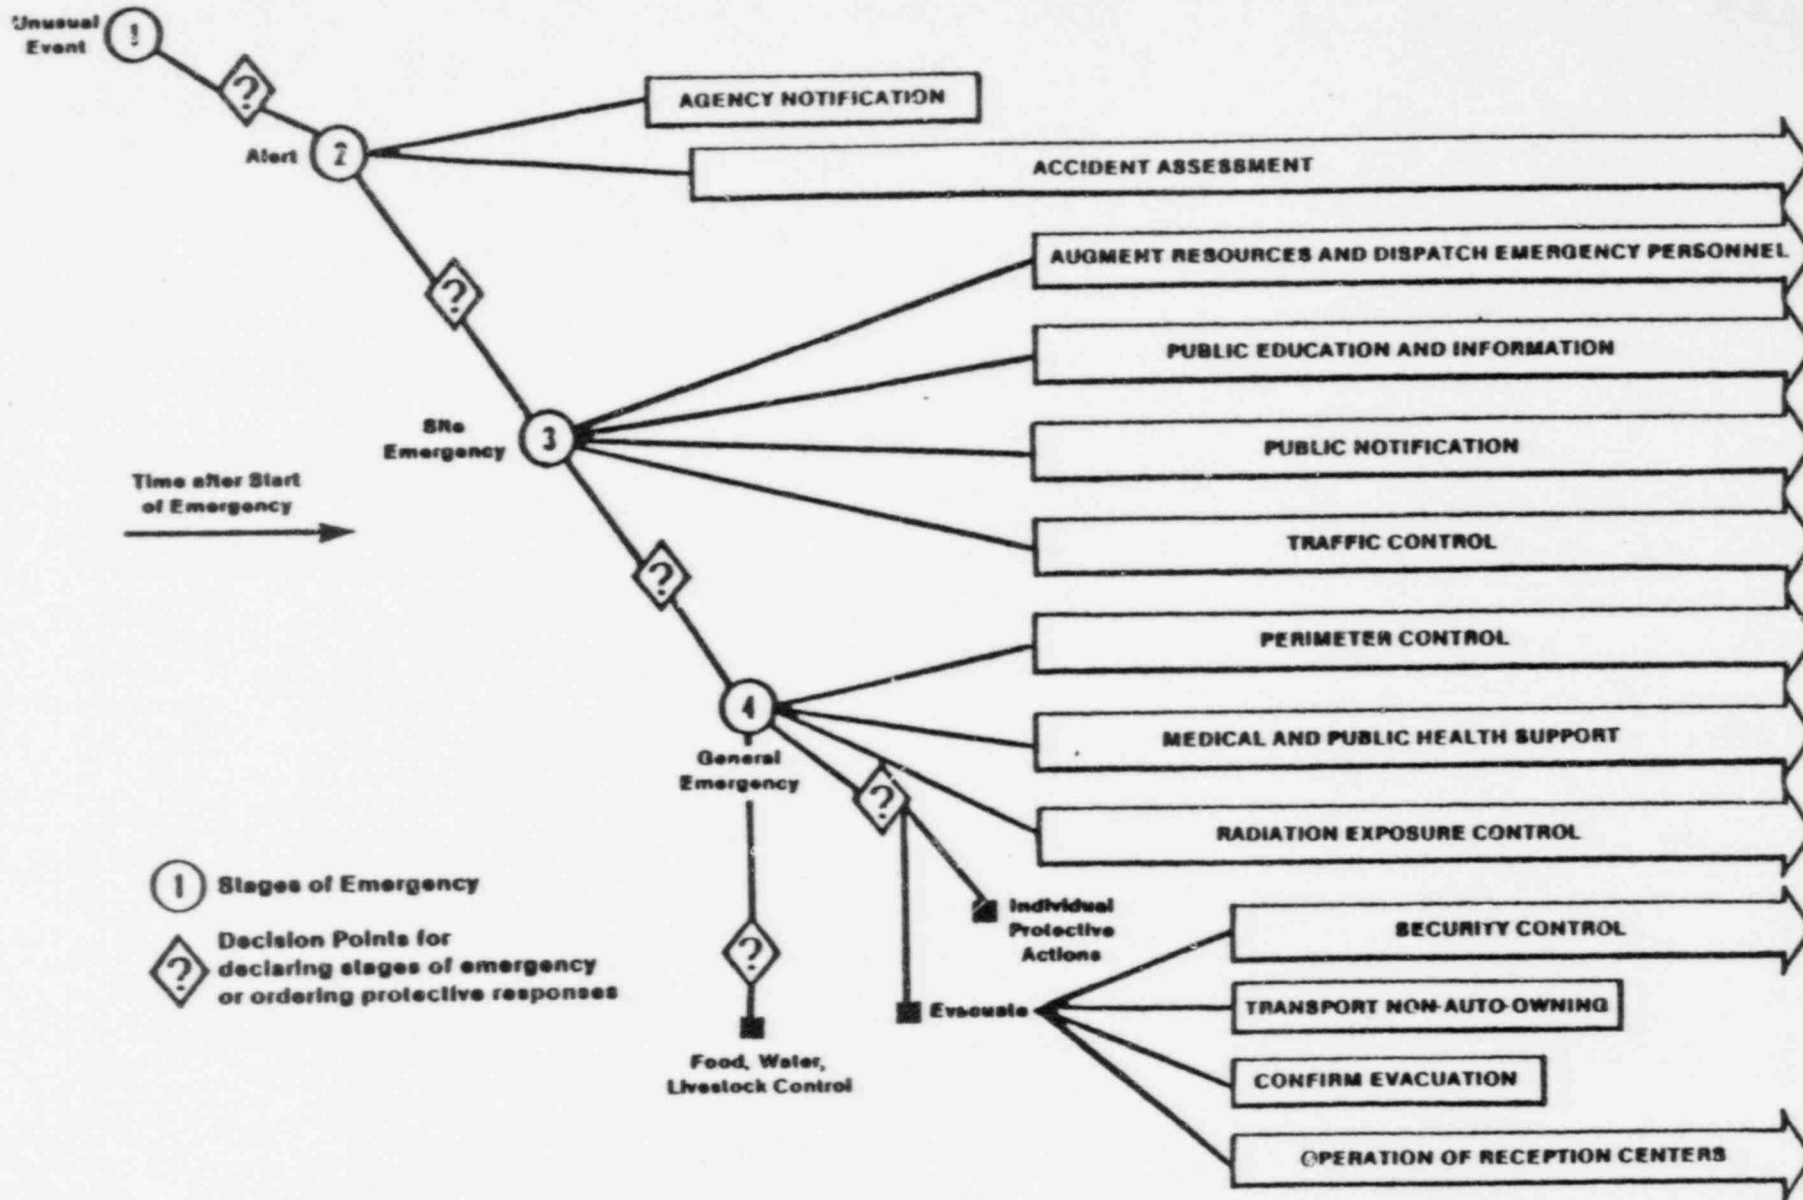 Unusual
Event
1
?
AGENCY NOTIFICATION
Alert
2
ACCIDENT ASSESSMENT
?
AUGMENT RESOURCES AND DISPATCH EMERGENCY PERSONNEL
PUBLIC EDUCATION AND INFORMATION
Site
Emergency
3
PUBLIC NOTIFICATION
Time after Start
of Emergency
TRAFFIC CONTROL
?
PERIMETER CONTROL
4
General
Emergency
MEDICAL AND PUBLIC HEALTH SUPPORT
?
RADIATION EXPOSURE CONTROL
1
Stages of Emergency
?
Decision Points for
declaring stages of emergency
or ordering protective responses
?
Individual
Protective
Actions
SECURITY CONTROL
Evacuate
TRANSPORT NON-AUTO-OWNING
Food, Water,
Livestock Control
CONFIRM EVACUATION
OPERATION OF RECEPTION CENTERS